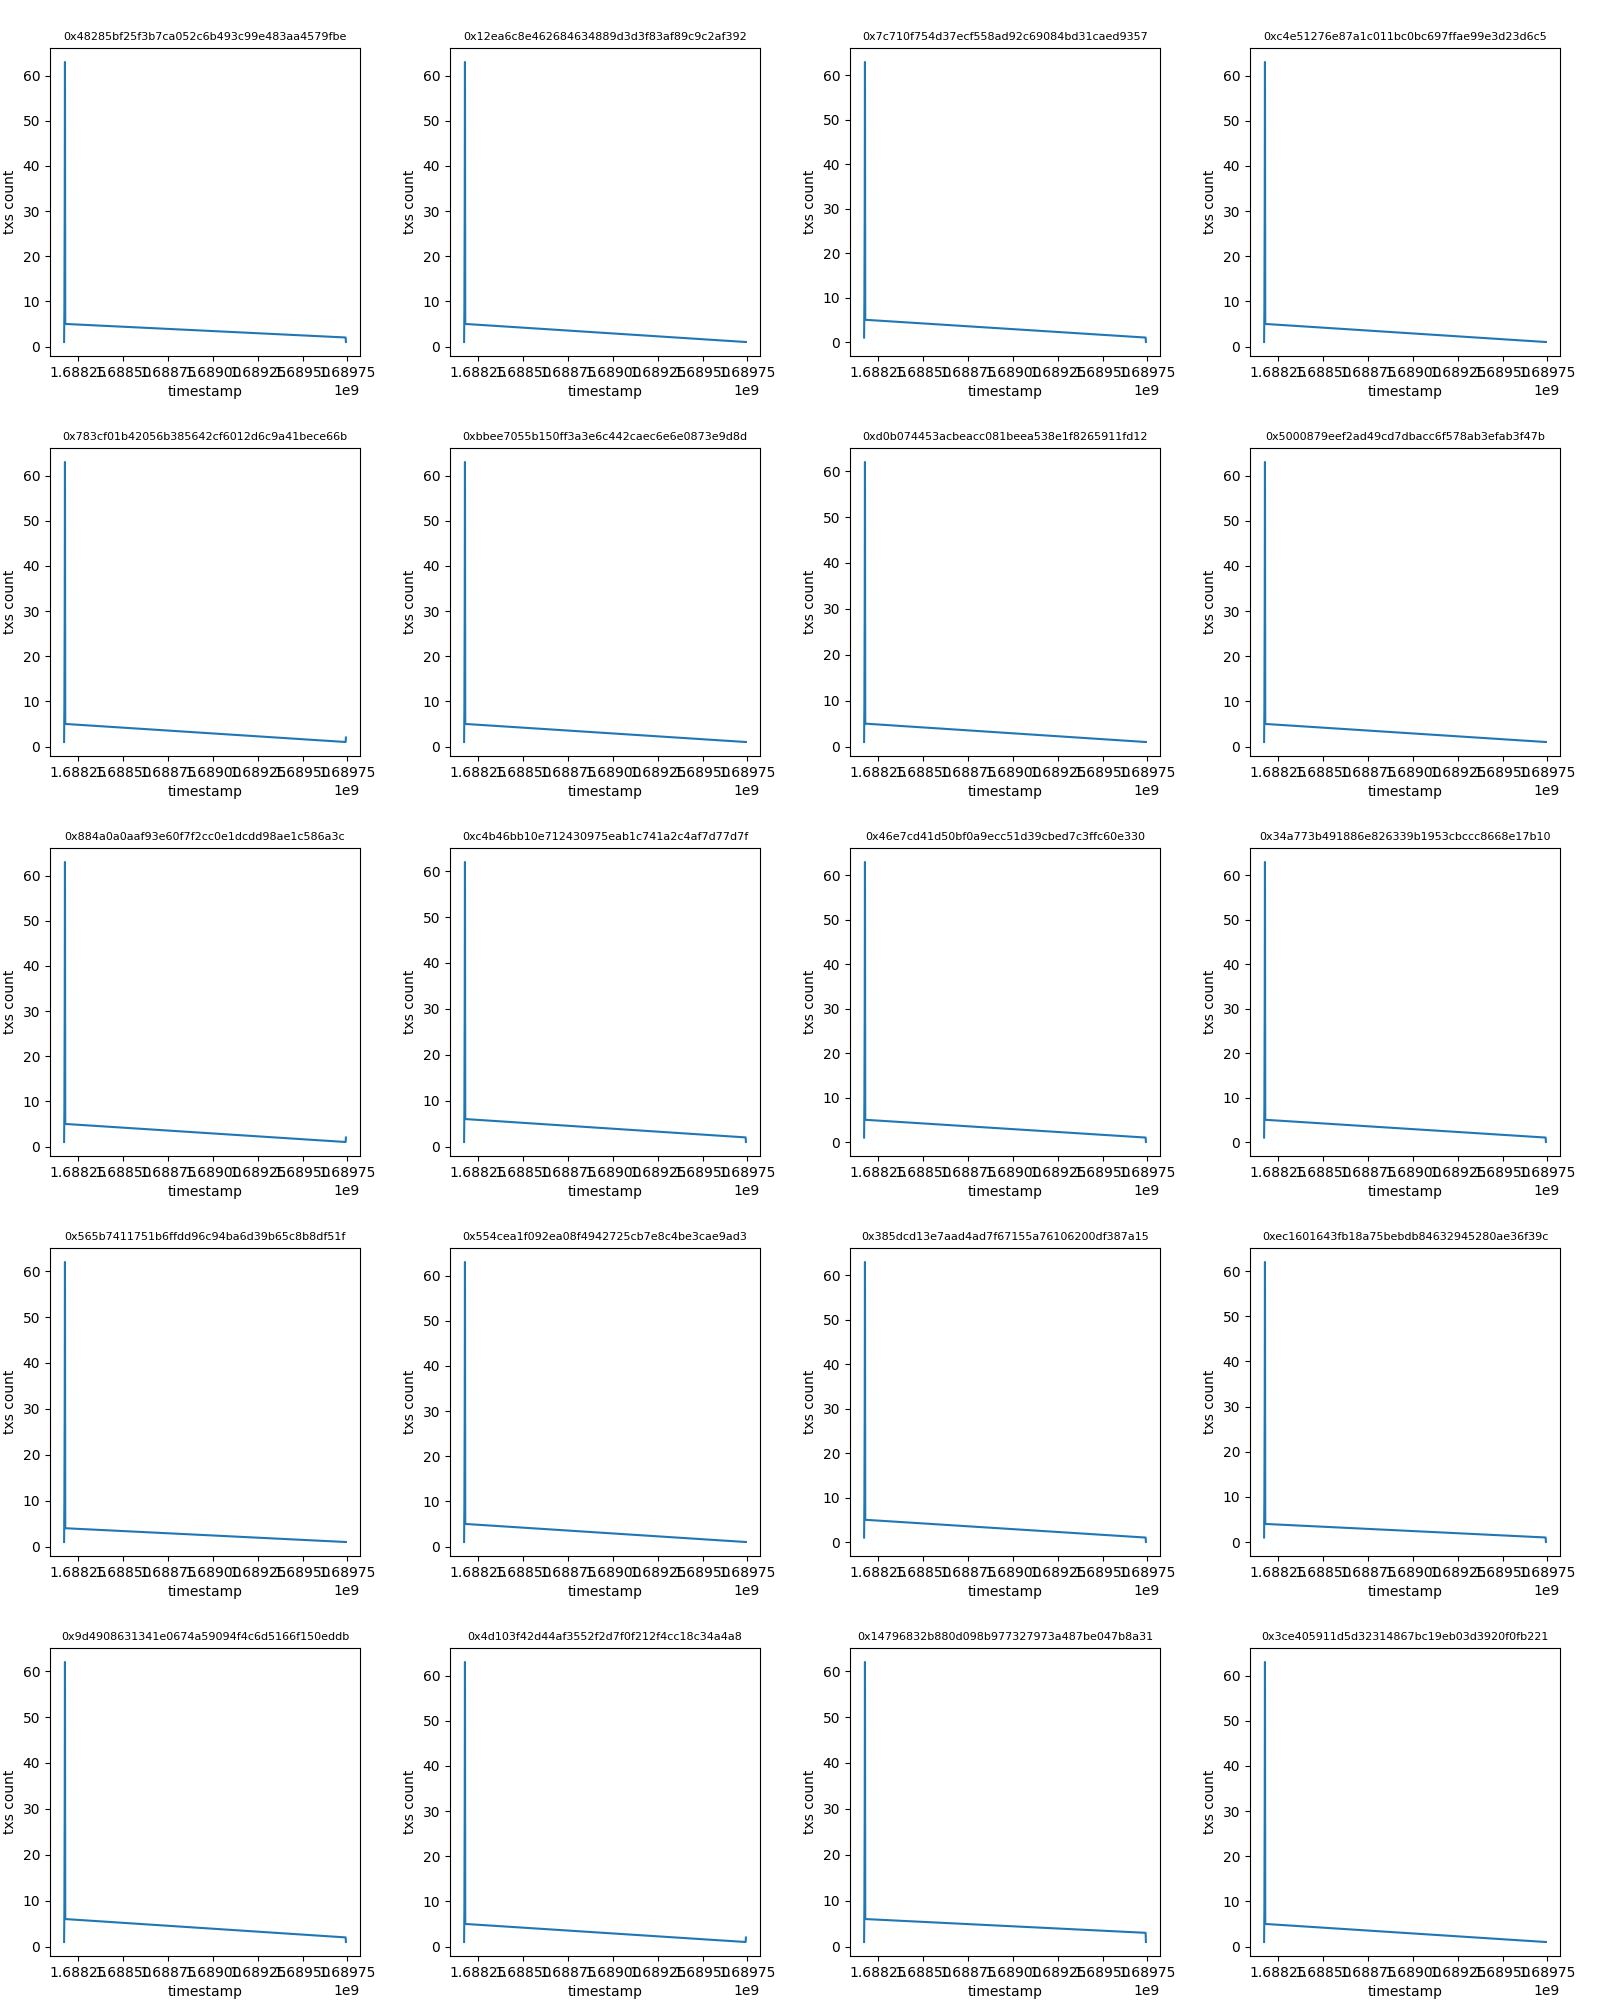 0x48285bf25f3b7ca052c6b493c99e483aa4579fbe 0x12ea6c8e462684634889d3d3f83af89c9c2af392 0x7c710f754d37ecf558ad92c69084bd31caed9357 0xc4e51276e87a1c011bc0bc697ffae99e3d23d6c5
60 60 60 60
50 50 50 50
40 40 40 40
txs count txs count txs count txs count
30 30 30 30
20 20 20 20
10 10 10 10
0 0 0 0
1.68825 1.68850 1.68875 1.68900 1.68925 1.68950 1.68975 1.68825 1.68850 1.68875 1.68900 1.68925 1.68950 1.68975 1.68825 1.68850 1.68875 1.68900 1.68925 1.68950 1.68975 1.68825 1.68850 1.68875 1.68900 1.68925 1.68950 1.68975
timestamp 1e9 timestamp 1e9 timestamp 1e9 timestamp 1e9
0x783cf01b42056b385642cf6012d6c9a41bece66b 0xbbee7055b150ff3a3e6c442caec6e6e0873e9d8d 0xd0b074453acbeacc081beea538e1f8265911fd12 0x5000879eef2ad49cd7dbacc6f578ab3efab3f47b
60 60 60 60
50 50 50 50
40 40 40 40
txs count txs count txs count txs count
30 30 30 30
20 20 20 20
10 10 10 10
0 0 0 0
1.68825 1.68850 1.68875 1.68900 1.68925 1.68950 1.68975 1.68825 1.68850 1.68875 1.68900 1.68925 1.68950 1.68975 1.68825 1.68850 1.68875 1.68900 1.68925 1.68950 1.68975 1.68825 1.68850 1.68875 1.68900 1.68925 1.68950 1.68975
timestamp 1e9 timestamp 1e9 timestamp 1e9 timestamp 1e9
0x884a0a0aaf93e60f7f2cc0e1dcdd98ae1c586a3c 0xc4b46bb10e712430975eab1c741a2c4af7d77d7f 0x46e7cd41d50bf0a9ecc51d39cbed7c3ffc60e330 0x34a773b491886e826339b1953cbccc8668e17b10
60 60 60 60
50 50 50 50
40 40 40 40
txs count txs count txs count txs count
30 30 30 30
20 20 20 20
10 10 10 10
0 0 0 0
1.68825 1.68850 1.68875 1.68900 1.68925 1.68950 1.68975 1.68825 1.68850 1.68875 1.68900 1.68925 1.68950 1.68975 1.68825 1.68850 1.68875 1.68900 1.68925 1.68950 1.68975 1.68825 1.68850 1.68875 1.68900 1.68925 1.68950 1.68975
timestamp 1e9 timestamp 1e9 timestamp 1e9 timestamp 1e9
0x565b7411751b6ffdd96c94ba6d39b65c8b8df51f 0x554cea1f092ea08f4942725cb7e8c4be3cae9ad3 0x385dcd13e7aad4ad7f67155a76106200df387a15 0xec1601643fb18a75bebdb84632945280ae36f39c
60 60 60 60
50 50 50 50
40 40 40 40
txs count txs count txs count txs count
30 30 30 30
20 20 20 20
10 10 10 10
0 0 0 0
1.68825 1.68850 1.68875 1.68900 1.68925 1.68950 1.68975 1.68825 1.68850 1.68875 1.68900 1.68925 1.68950 1.68975 1.68825 1.68850 1.68875 1.68900 1.68925 1.68950 1.68975 1.68825 1.68850 1.68875 1.68900 1.68925 1.68950 1.68975
timestamp 1e9 timestamp 1e9 timestamp 1e9 timestamp 1e9
0x9d4908631341e0674a59094f4c6d5166f150eddb 0x4d103f42d44af3552f2d7f0f212f4cc18c34a4a8 0x14796832b880d098b977327973a487be047b8a31 0x3ce405911d5d32314867bc19eb03d3920f0fb221
60 60 60 60
50 50 50 50
40 40 40 40
txs count txs count txs count txs count
30 30 30 30
20 20 20 20
10 10 10 10
0 0 0 0
1.68825 1.68850 1.68875 1.68900 1.68925 1.68950 1.68975 1.68825 1.68850 1.68875 1.68900 1.68925 1.68950 1.68975 1.68825 1.68850 1.68875 1.68900 1.68925 1.68950 1.68975 1.68825 1.68850 1.68875 1.68900 1.68925 1.68950 1.68975
timestamp 1e9 timestamp 1e9 timestamp 1e9 timestamp 1e9